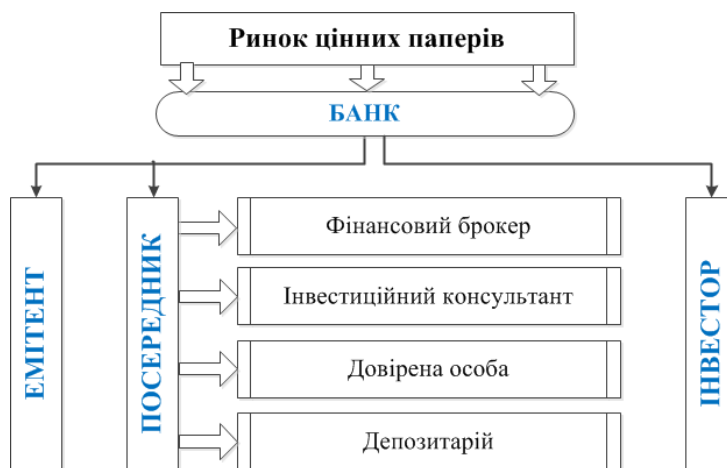 Ринок цінних паперів
БАНК
ЕМІТЕНТ
ПОСЕРЕДНИК
Фінансовий брокер
Інвестиційний консультант
Довірена особа
Депозитарій
ІНВЕСТОР